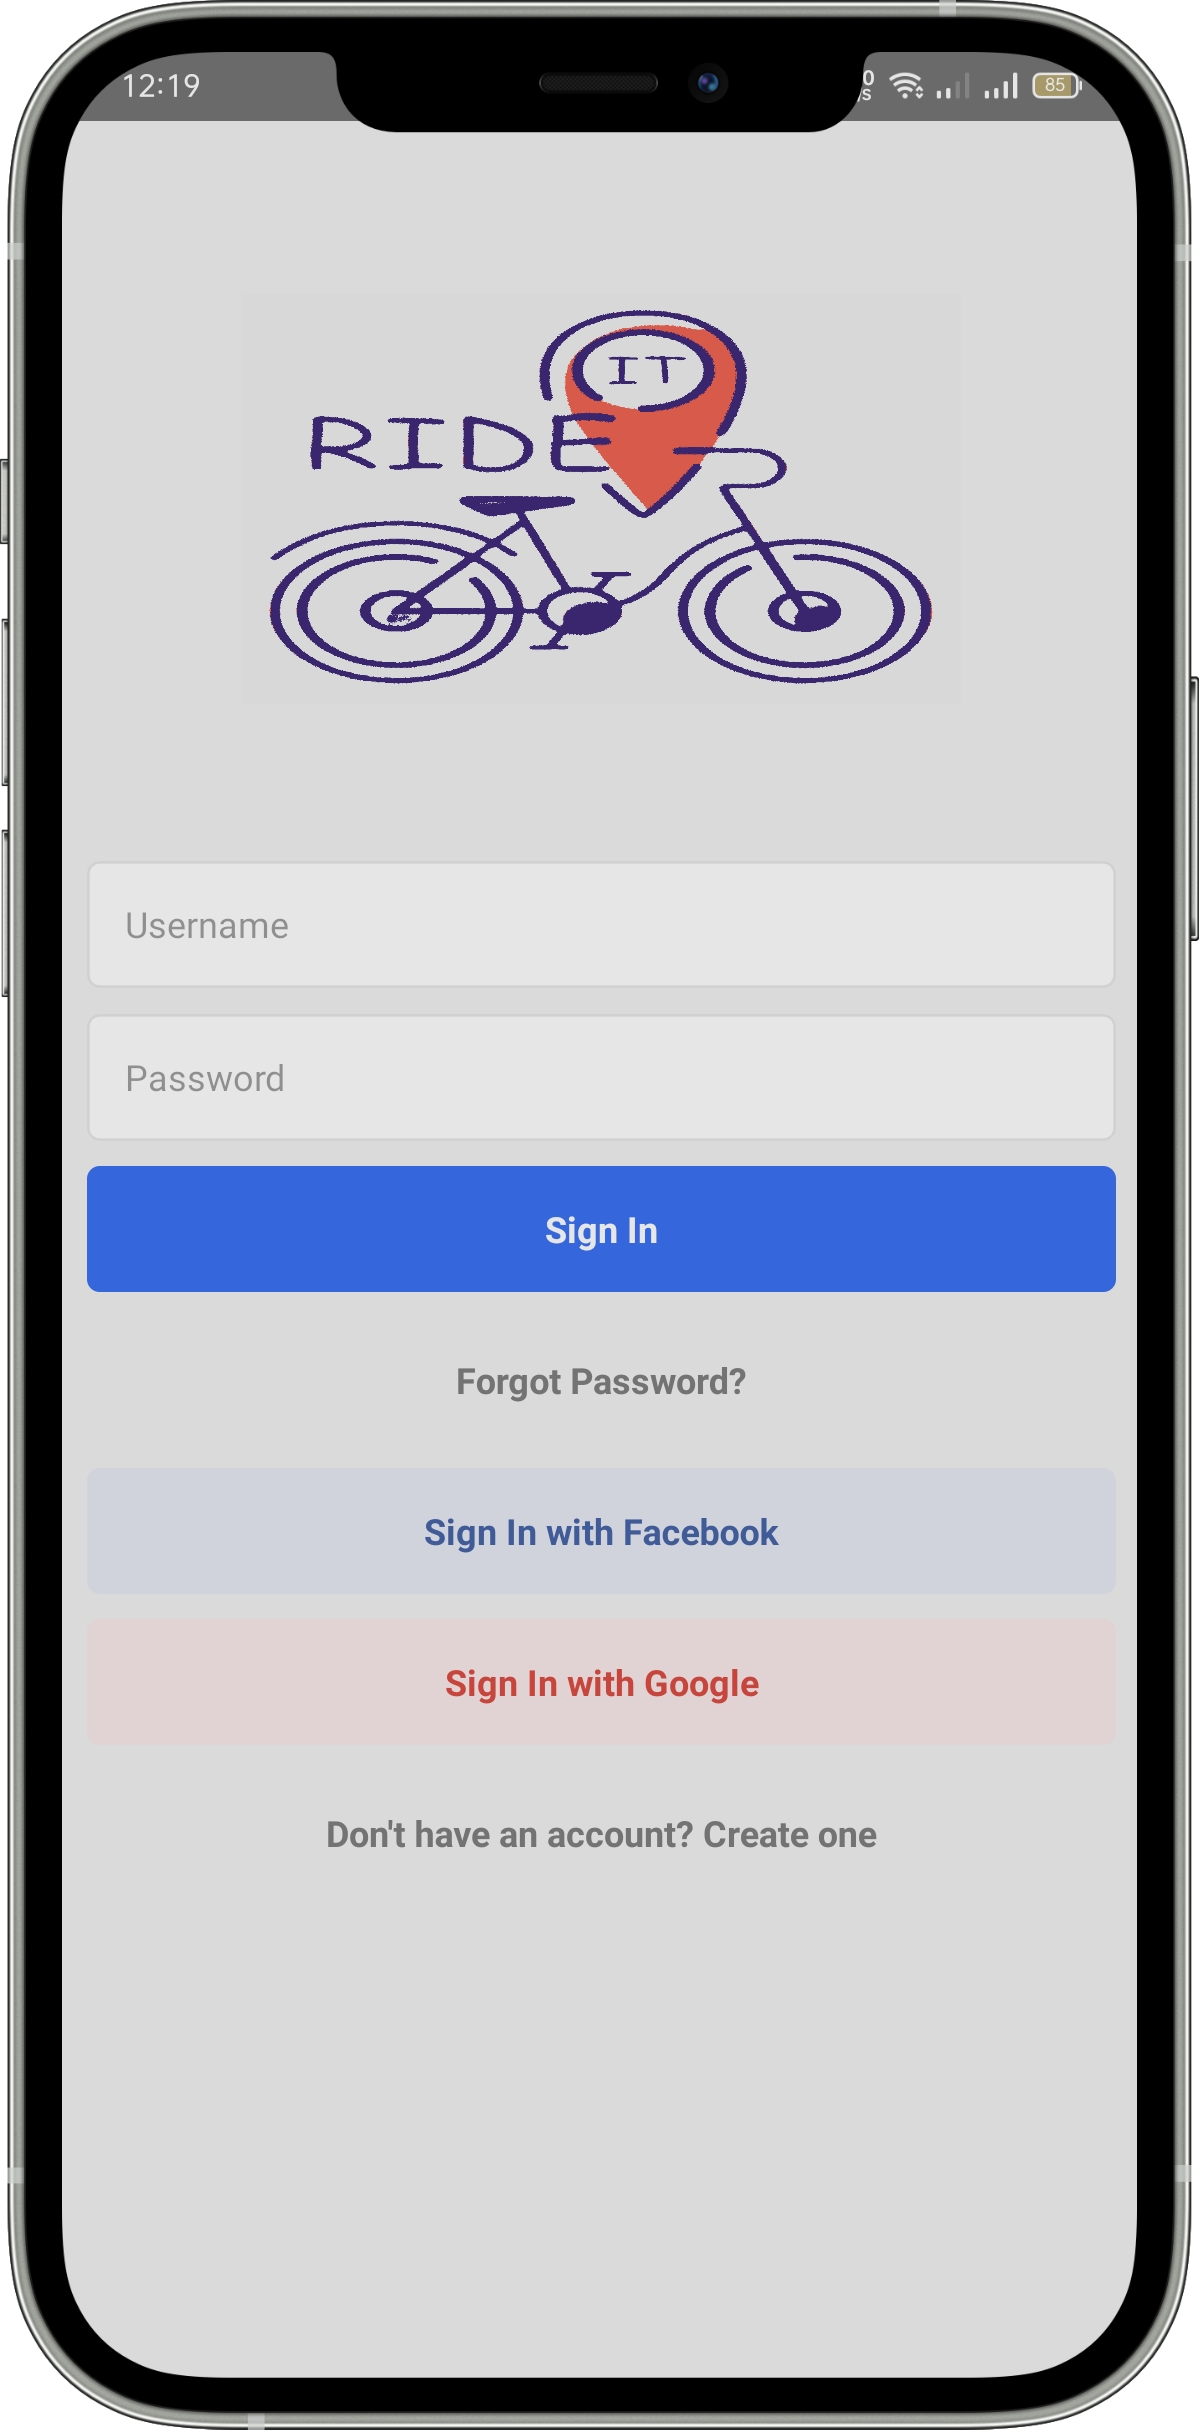 12:19
85
IT
RIDE
Username
Password
Sign In
Forgot Password?
Sign In with Facebook
Sign In with Google
Don't have an account? Create one